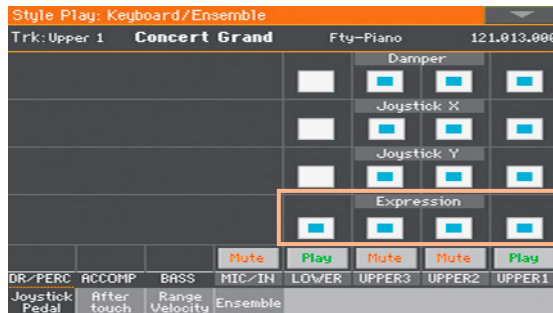 Style Play: Keyboard/Ensemble
Trk: Upper 1 Concert Grand Fty-Piano 121.013.000
Damper
Joystick X
Joystick Y
Expression
Mute Play Mute Mute Play
DR/PERC ACCOMP BASS MIC/IN LOWER UPPER3 UPPER2 UPPER1
Joystick After Range Ensemble
Pedal touch Velocity